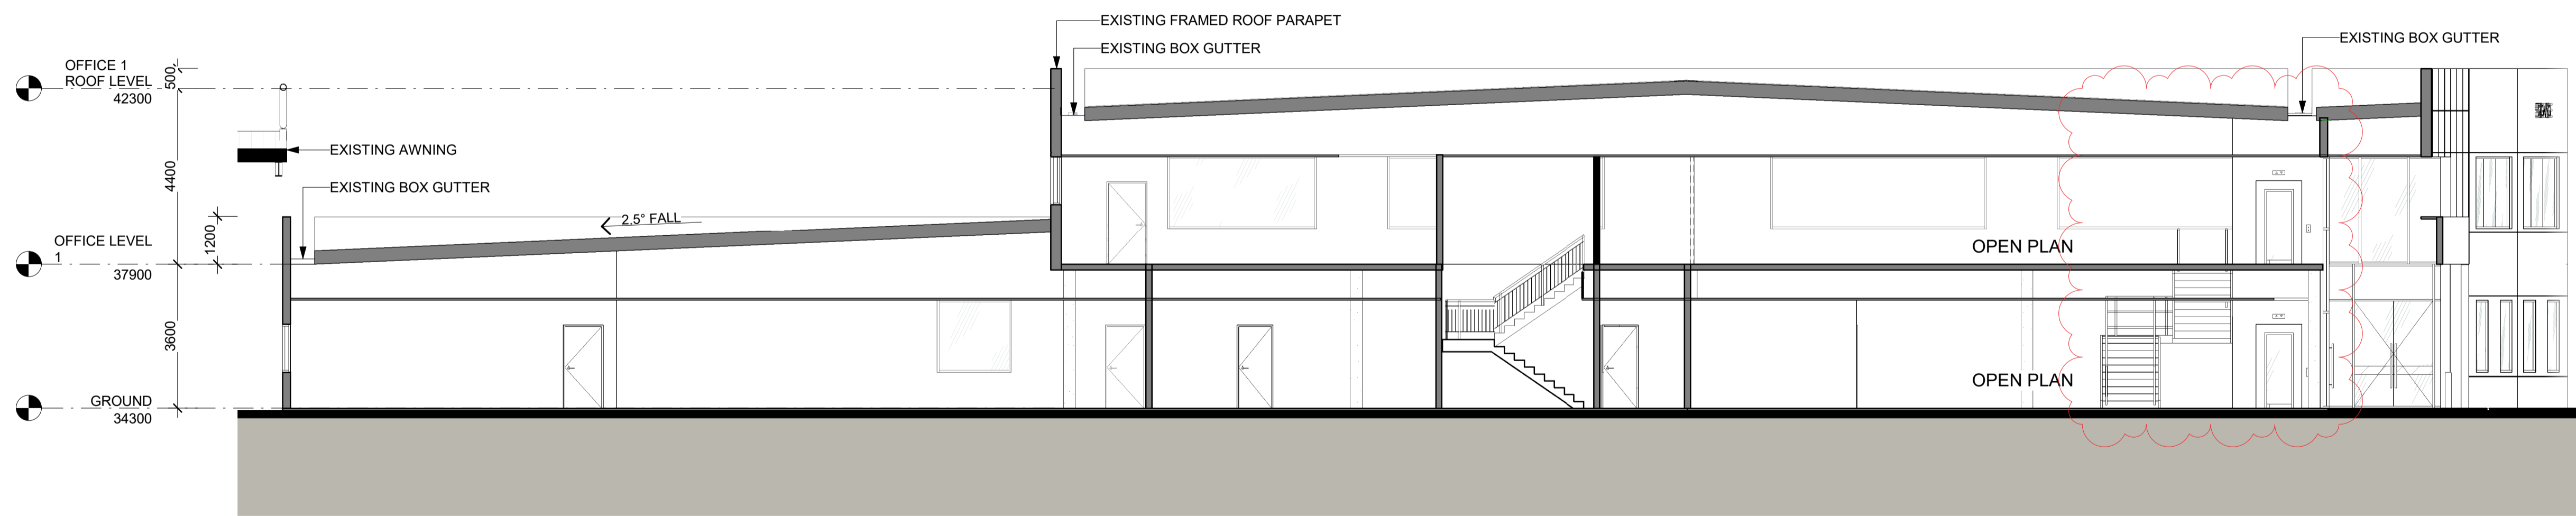 EXISTING FRAMED ROOF PARAPET
EXISTING BOX GUTTER
EXISTING BOX GUTTER
OFFICE 1
ROOF LEVEL
42300
500
EXISTING AWNING
4400
EXISTING BOX GUTTER
2.5° FALL
1200
OFFICE LEVEL
1
37900
OPEN PLAN
3600
OPEN PLAN
GROUND
34300